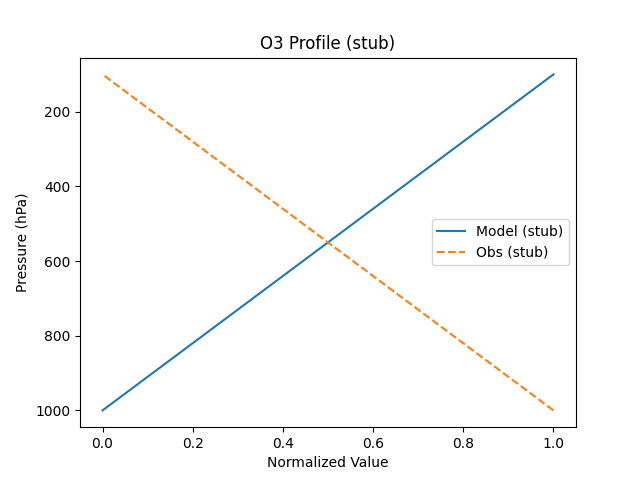 O3 Profile (stub)
Pressure (hPa)
200
400
600
800
1000
Model (stub)
Obs (stub)
0.0 0.2 0.4 0.6 0.8 1.0
Normalized Value